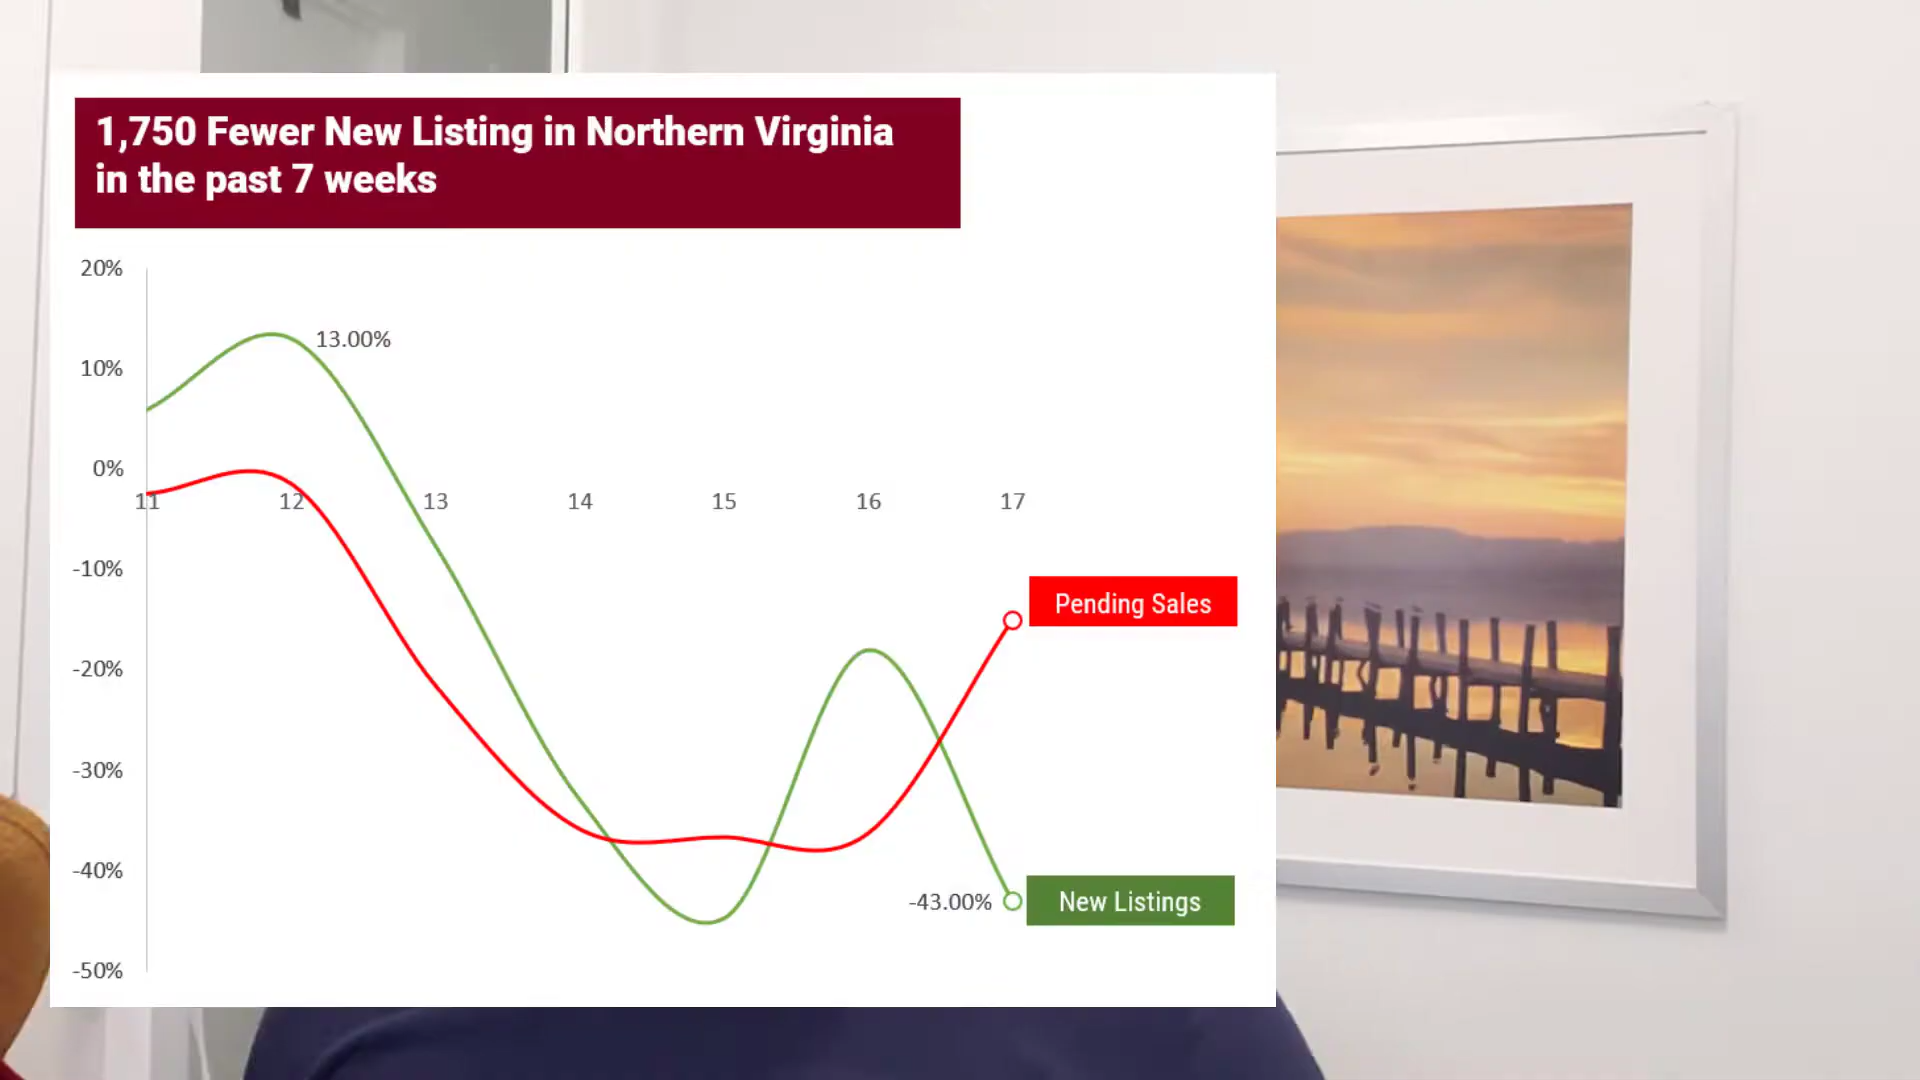 1,750 Fewer New Listing in Northern Virginia
in the past 7 weeks
20%
13.00%
10%
0%
11 12 13 14 15 16 17
-10%
Pending Sales
-20%
-30%
-40%
-43.00% New Listings
-50%